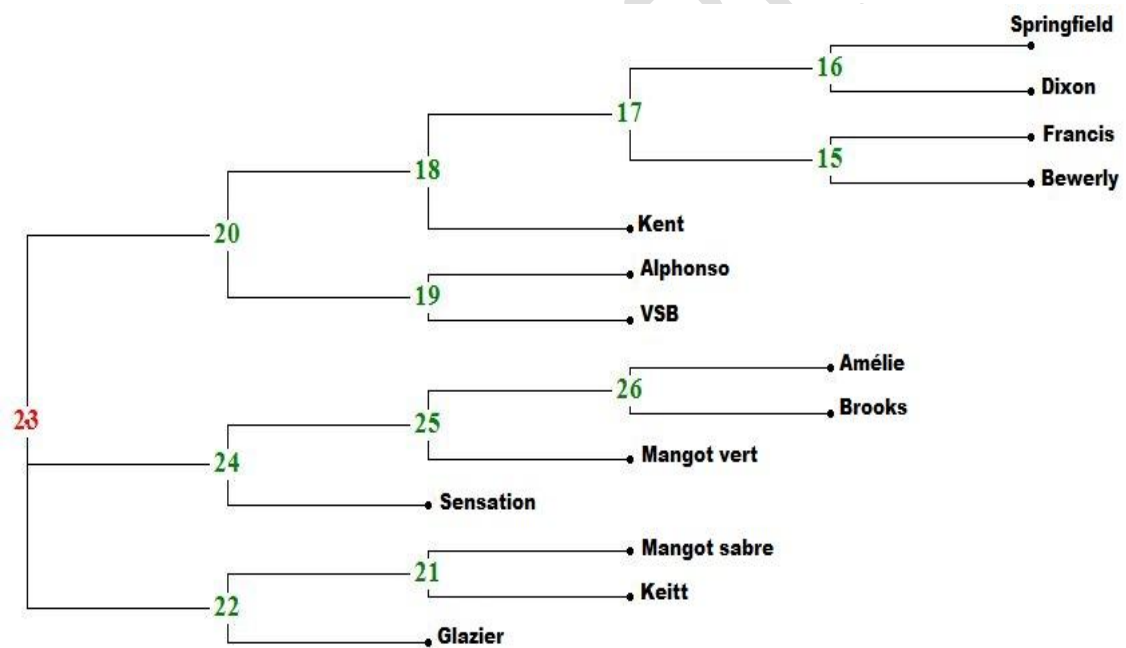 Springfield
16
Dixon
17
Francis
15
Bewerly
18
Kent
20
Alphonso
19
VSB
Amélie
26
Brooks
25
23
Mangot vert
24
Sensation
Mangot sabre
21
Keitt
22
Glazier